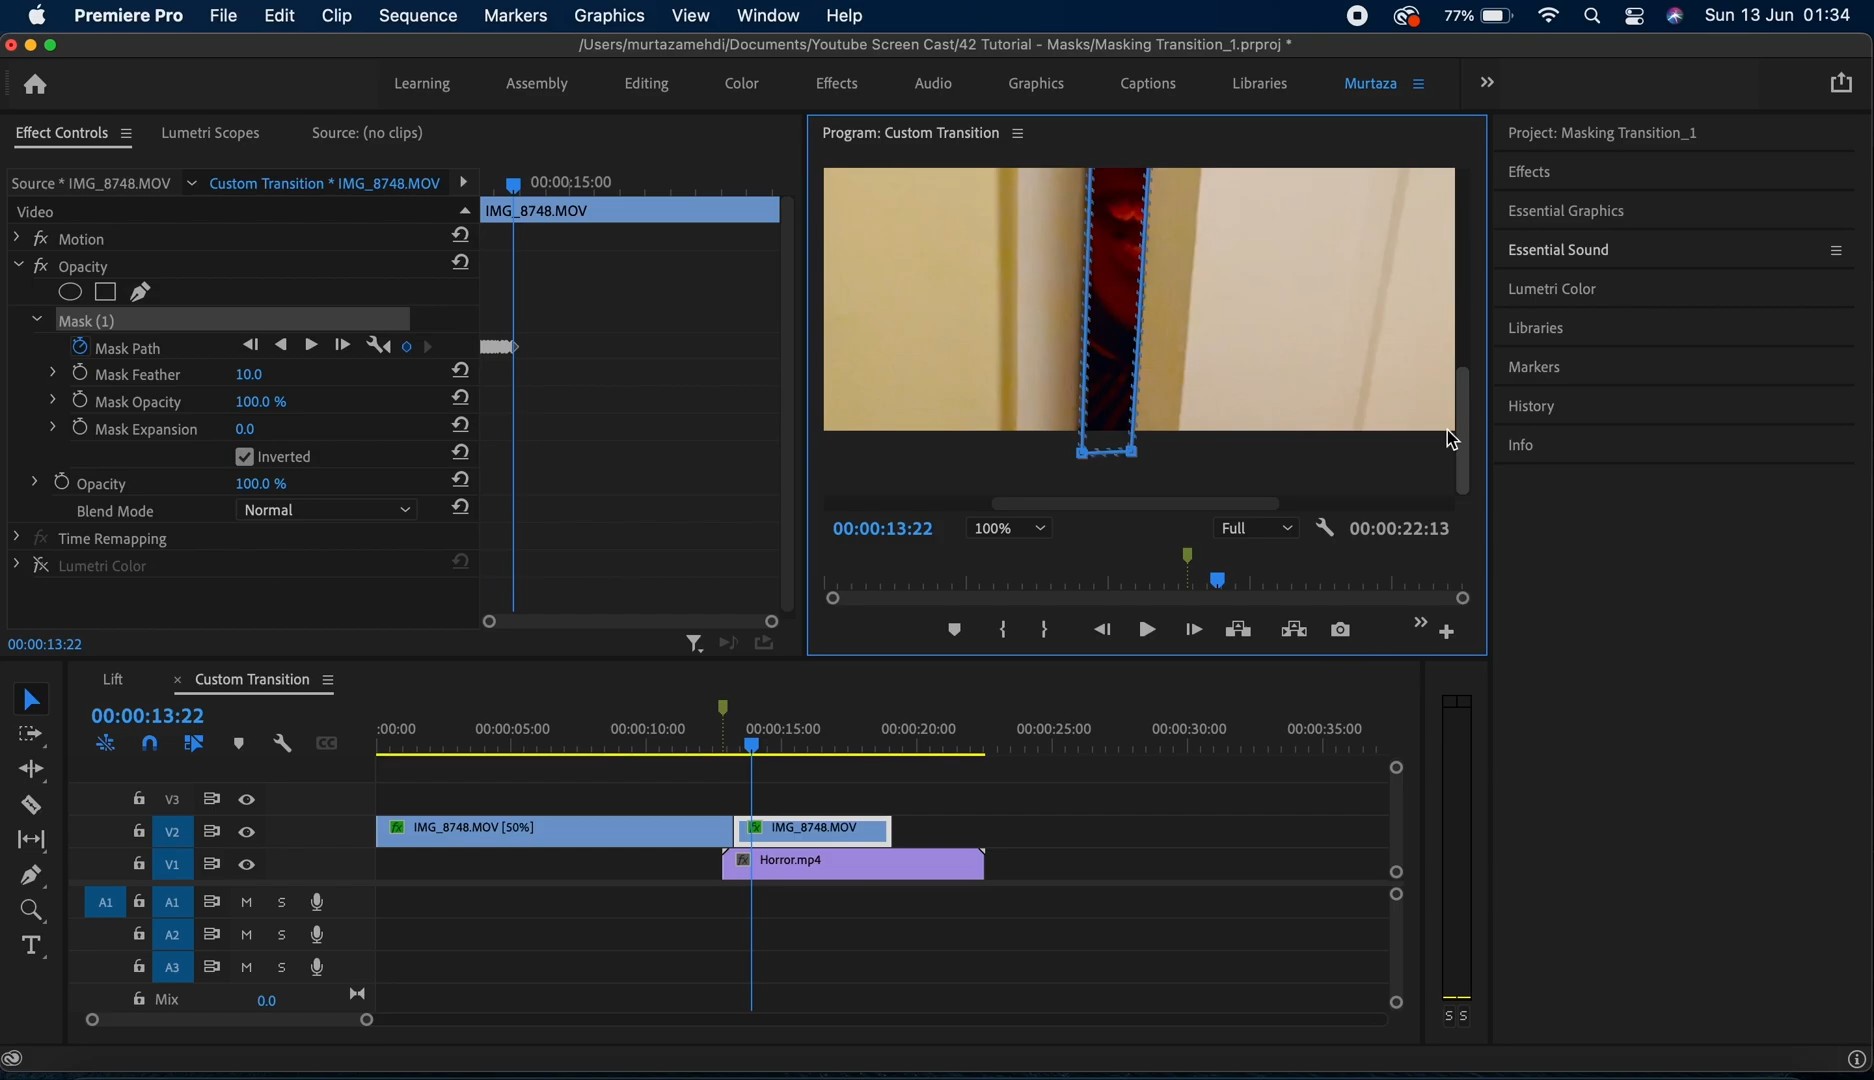 Premiere Pro File Edit Clip Sequence Markers Graphics View Window Help 77% Sun 13 Jun 01:34
/Users/murtazamehdi/Documents/Youtube Screen Cast/42 Tutorial - Masks/Masking Transition_1.prproj *
Learning Assembly Editing Color Effects Audio Graphics Captions Libraries Murtaza
Effect Controls Lumetri Scopes Source: (no clips)
Source * IMG_8748.MOV Custom Transition * IMG_8748.MOV 00:00:15:00
Video IMG_8748.MOV
fx Motion
fx Opacity
Mask (1)
Mask Path
Mask Feather 10.0
Mask Opacity 100.0 %
Mask Expansion 0.0
Inverted
Opacity 100.0 %
Blend Mode Normal
fx Time Remapping
fx Lumetri Color
00:00:13:22
Program: Custom Transition
00:00:13:22 100% Full 00:00:22:13
Project: Masking Transition_1
Effects
Essential Graphics
Essential Sound
Lumetri Color
Libraries
Markers
History
Info
Lift × Custom Transition
00:00:13:22
:00:00 00:00:05:00 00:00:10:00 00:00:15:00 00:00:20:00 00:00:25:00 00:00:30:00 00:00:35:00
CC
V3
V2 fx IMG_8748.MOV [50%] fx IMG_8748.MOV
V1 fx Horror.mp4
A1 A1 M S
A2 M S
A3 M S
Mix 0.0
S S